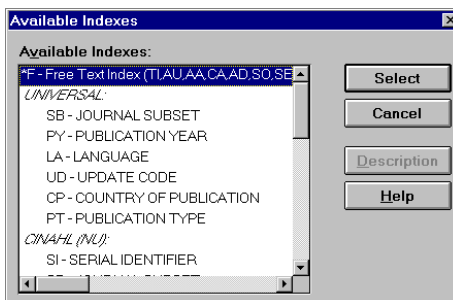 Available Indexes
Available Indexes:
*F - Free Text Index (TI,AU,AA,CA,AD,SO,SE
UNIVERSAL:
SB - JOURNAL SUBSET
PY - PUBLICATION YEAR
LA - LANGUAGE
UD - UPDATE CODE
CP - COUNTRY OF PUBLICATION
PT - PUBLICATION TYPE
CINAHL (NU):
SI - SERIAL IDENTIFIER
Select
Cancel
Description
Help